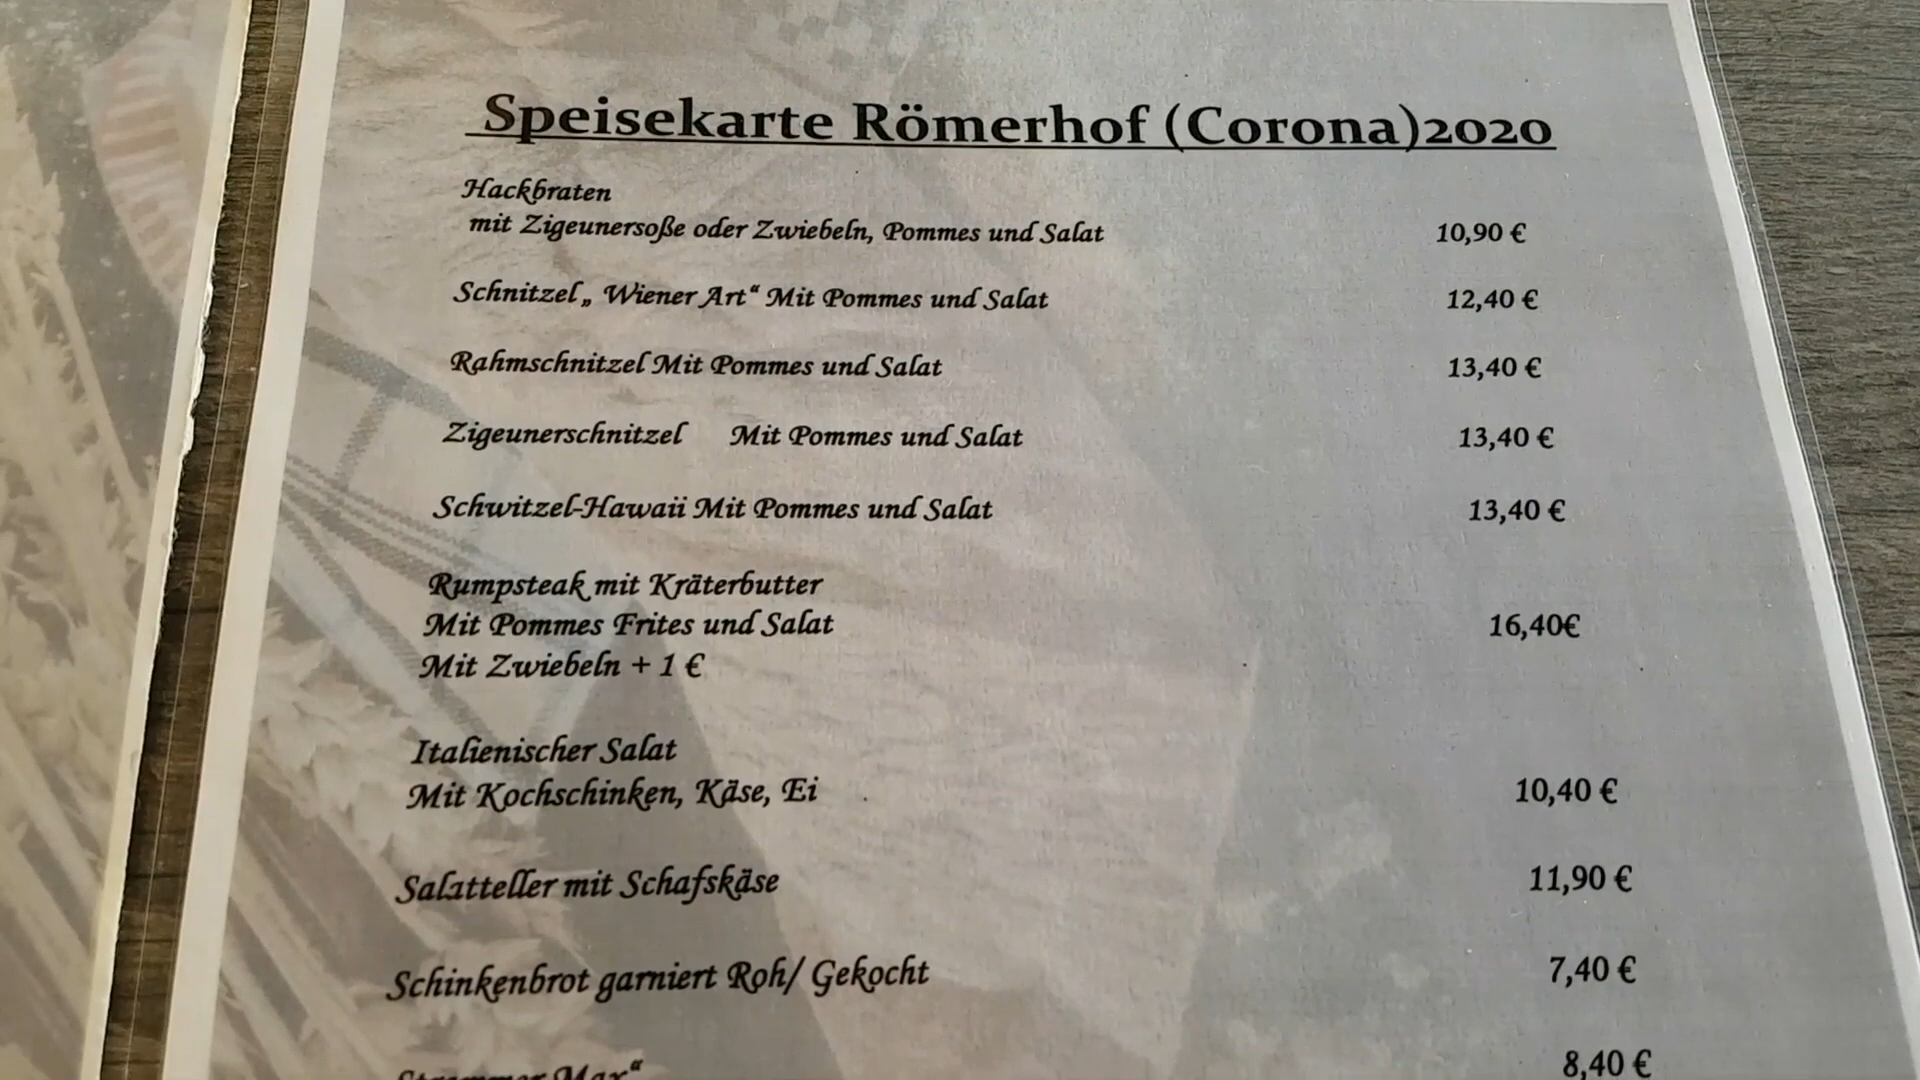 Speisekarte Römerhof (Corona)2020
Hackbraten
mit Zigeunersoße oder Zwiebeln, Pommes und Salat 10,90 €
Schnitzel„ Wiener Art“ Mit Pommes und Salat 12,40 €
Rahmschnitzel Mit Pommes und Salat 13,40 €
Zigeunerschnitzel Mit Pommes und Salat 13,40 €
Schwitzel-Hawaii Mit Pommes und Salat 13,40 €
Rumpsteak mit Kräterbutter
Mit Pommes Frites und Salat 16,40€
Mit Zwiebeln + 1 €
Italienischer Salat
Mit Kochschinken, Käse, Ei 10,40 €
Salatteller mit Schafskäse 11,90 €
Schinkenbrot garniert Roh/ Gekocht 7,40 €
Strammer Max“ 8,40 €